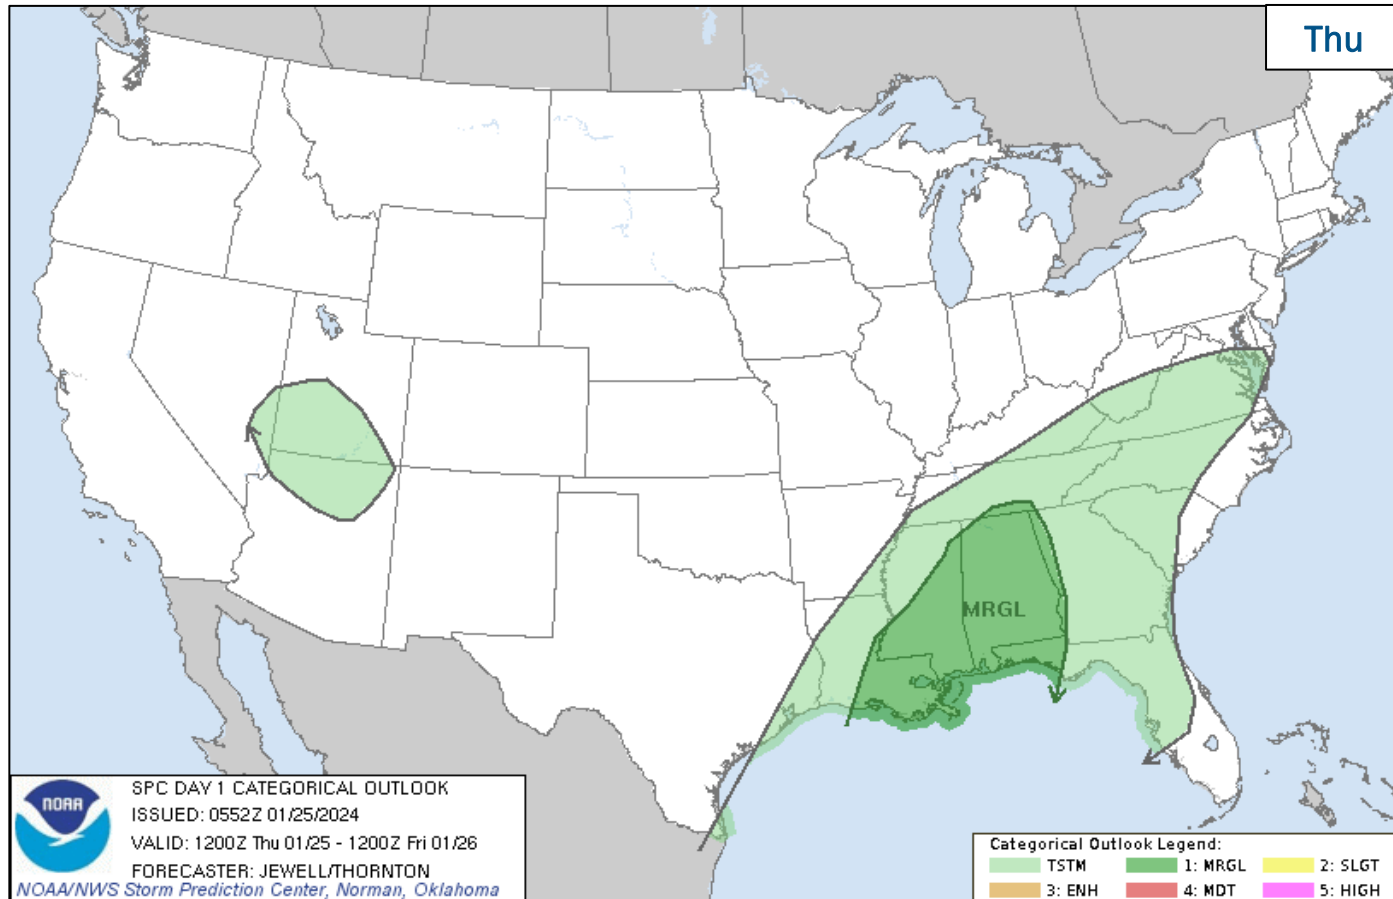 Thu
MRGL
NOAA
SPC DAY 1 CATEGORICAL OUTLOOK
ISSUED: 0552Z 01/25/2024
VALID: 1200Z Thu 01/25 - 1200Z Fri 01/26
FORECASTER: JEWELL/THORNTON
NOAA/NWS Storm Prediction Center, Norman, Oklahoma
Categorical Outlook Legend:
TSTM 1: MRGL 2: SLGT
3: ENH 4: MDT 5: HIGH